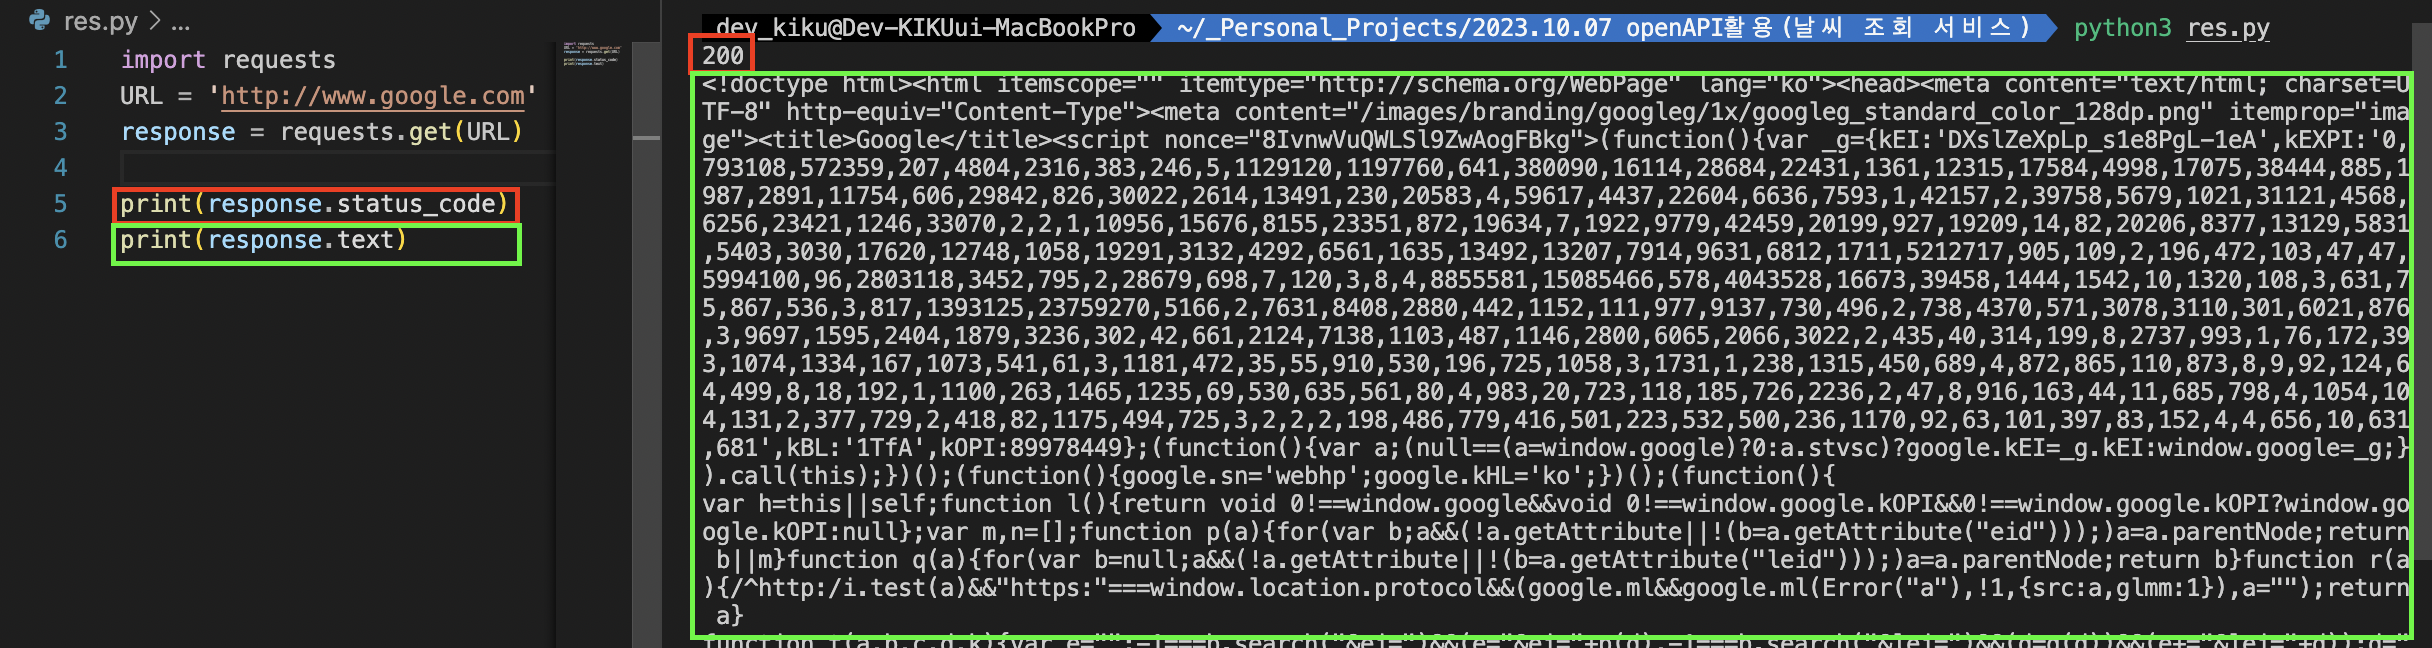 res.py > ...
1 import requests
2 URL = 'http://www.google.com'
3 response = requests.get(URL)
4
5 print(response.status_code)
6 print(response.text)
dev_kiku@Dev-KIKUui-MacBookPro ~/_Personal_Projects/2023.10.07 openAPI활용(날씨 조회 서비스) python3 res.py
200
<!doctype html><html itemscope="" itemtype="http://schema.org/WebPage" lang="ko"><head><meta content="text/html; charset=U
TF-8" http-equiv="Content-Type"><meta content="/images/branding/googleg/1x/googleg_standard_color_128dp.png" itemprop="ima
ge"><title>Google</title><script nonce="8IvnwVuQWLSl9ZwAogFBkg">(function(){var _g={kEI:'DXslZeXpLp_s1e8PgL-1eA',kEXPI:'0,
793108,572359,207,4804,2316,383,246,5,1129120,1197760,641,380090,16114,28684,22431,1361,12315,17584,4998,17075,38444,885,1
987,2891,11754,606,29842,826,30022,2614,13491,230,20583,4,59617,4437,22604,6636,7593,1,42157,2,39758,5679,1021,31121,4568,
6256,23421,1246,33070,2,2,1,10956,15676,8155,23351,872,19634,7,1922,9779,42459,20199,927,19209,14,82,20206,8377,13129,5831
,5403,3030,17620,12748,1058,19291,3132,4292,6561,1635,13492,13207,7914,9631,6812,1711,5212717,905,109,2,196,472,103,47,47,
5994100,96,2803118,3452,795,2,28679,698,7,120,3,8,4,8855581,15085466,578,4043528,16673,39458,1444,1542,10,1320,108,3,631,7
5,867,536,3,817,1393125,23759270,5166,2,7631,8408,2880,442,1152,111,977,9137,730,496,2,738,4370,571,3078,3110,301,6021,876
,3,9697,1595,2404,1879,3236,302,42,661,2124,7138,1103,487,1146,2800,6065,2066,3022,2,435,40,314,199,8,2737,993,1,76,172,39
3,1074,1334,167,1073,541,61,3,1181,472,35,55,910,530,196,725,1058,3,1731,1,238,1315,450,689,4,872,865,110,873,8,9,92,124,6
4,499,8,18,192,1,1100,263,1465,1235,69,530,635,561,80,4,983,20,723,118,185,726,2236,2,47,8,916,163,44,11,685,798,4,1054,10
4,131,2,377,729,2,418,82,1175,494,725,3,2,2,2,198,486,779,416,501,223,532,500,236,1170,92,63,101,397,83,152,4,4,656,10,631
,681',kBL:'1TfA',kOPI:89978449};(function(){var a;(null==(a=window.google)?0:a.stvsc)?google.kEI=_g.kEI:window.google=_g;}
).call(this);})();(function(){google.sn='webhp';google.kHL='ko';})();(function(){
var h=this||self;function l(){return void 0!==window.google&&void 0!==window.google.kOPI&&0!==window.google.kOPI?window.go
ogle.kOPI:null};var m,n=[];function p(a){for(var b;a&&(!a.getAttribute||!(b=a.getAttribute("eid")));)a=a.parentNode;return
b||m}function q(a){for(var b=null;a&&(!a.getAttribute||!(b=a.getAttribute("leid")));)a=a.parentNode;return b}function r(a
){/^http:/i.test(a)&&"https:"===window.location.protocol&&(google.ml&&google.ml(Error("a"),!1,{src:a,glmm:1}),a="");return
a}